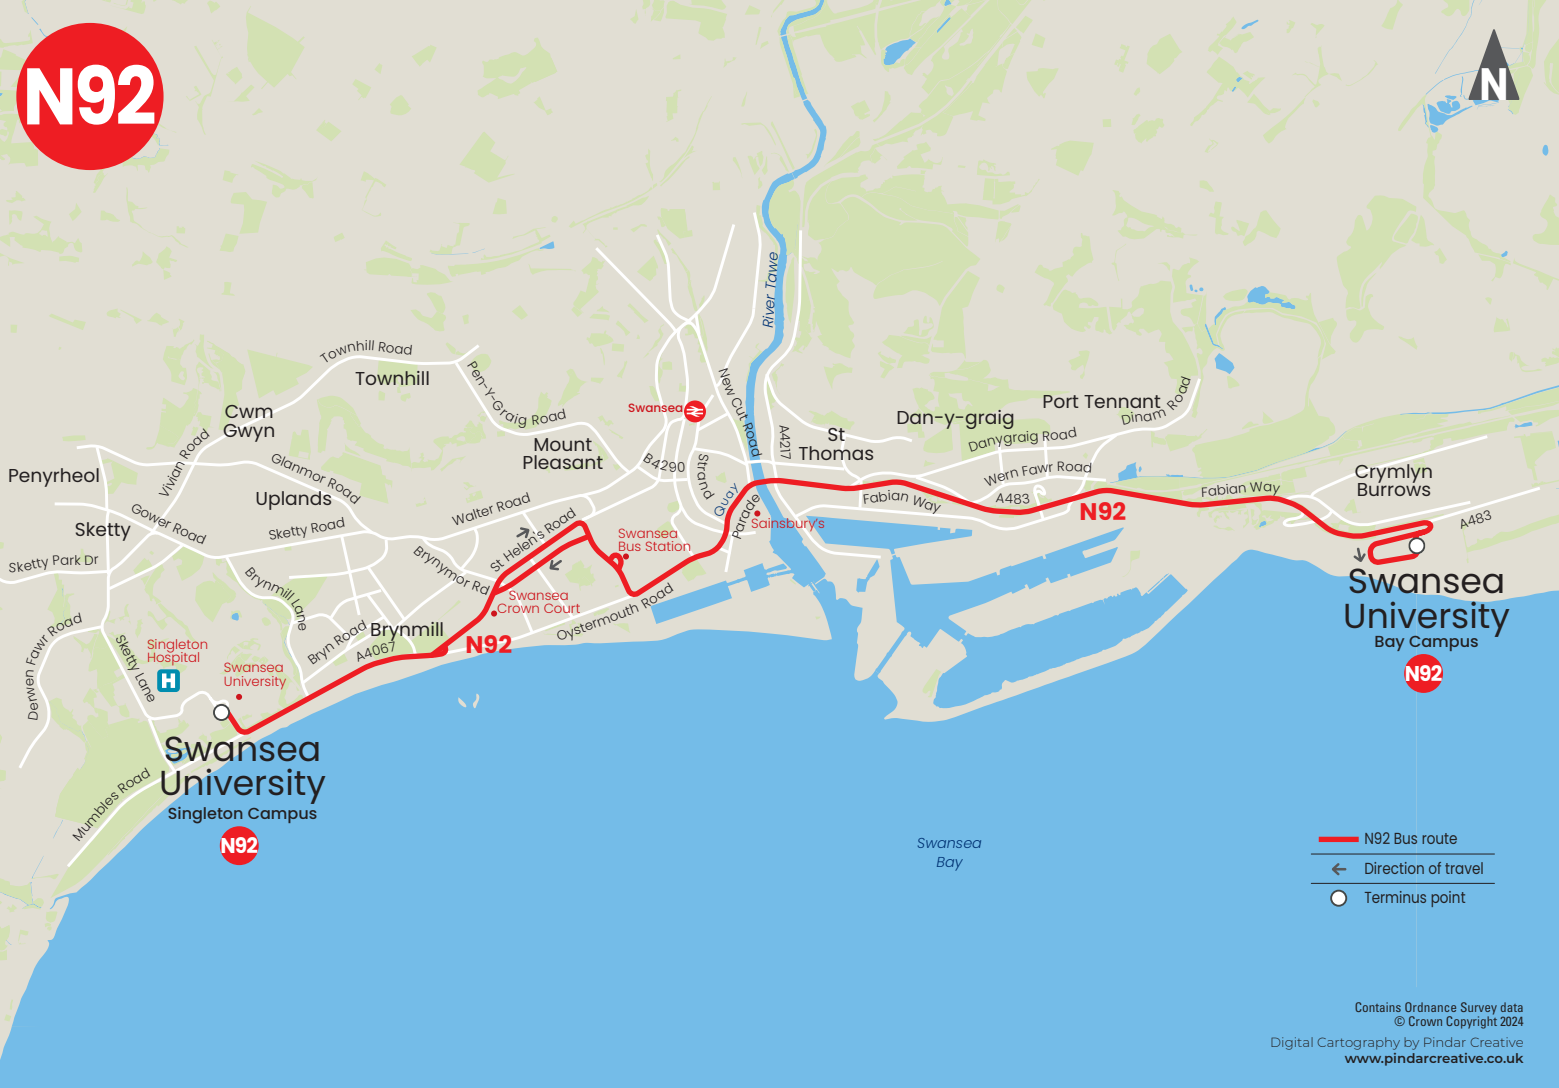 N92
N
River Tawe
Townhill Road
Townhill
Pen-Y-Graig Road
New Cut Road
Swansea
Cwm
Gwyn
Vivian Road
Glanmor Road
Mount
Pleasant
B4290
Strand
A4217
St
Thomas
Dan-y-graig
Port Tennant
Dinam Road
Danygraig Road
Wern Fawr Road
A483
Fabian Way
Fabian Way
Crymlyn
Burrows
A483
Penyrheol
Uplands
Sketty
Gower Road
Sketty Road
Walter Road
St Helen's Road
Quay
Parade
Sainsbury's
N92
Swansea
Bus Station
Sketty Park Dr
Brynymor Rd
Brynmill Lane
Swansea
Crown Court
Oystermouth Road
Swansea
University
Bay Campus
N92
Derwen Fawr Road
Sketty Lane
Singleton
Hospital
H
Swansea
University
Bryn Road
Brynmill
A4067
N92
Swansea
University
Singleton Campus
N92
Mumbles Road
Swansea
Bay
N92 Bus route
Direction of travel
Terminus point
Contains Ordnance Survey data
© Crown Copyright 2024
Digital Cartography by Pindar Creative
www.pindarcreative.co.uk